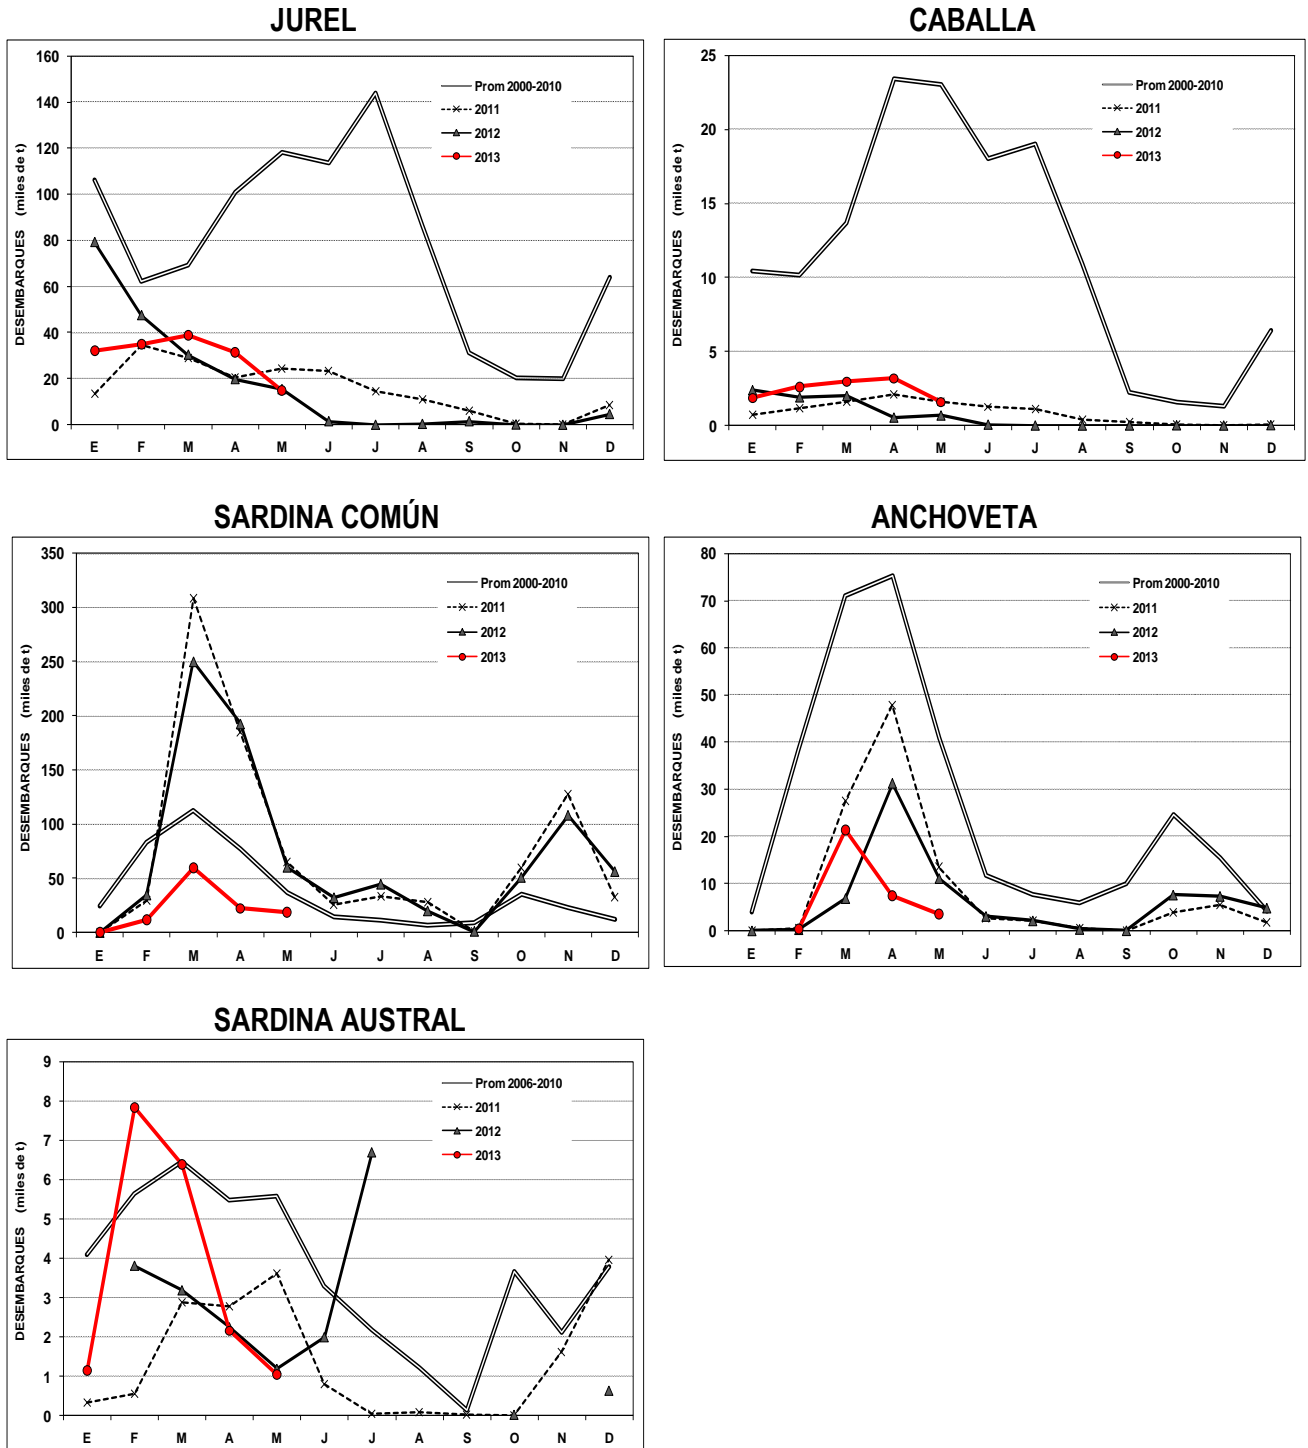 JUREL
DESEMBARQUES (miles de t)
160
140
120
100
80
60
40
20
0
E F M A M J J A S O N D
Prom 2000-2010
2011
2012
2013
CABALLA
DESEMBARQUES (miles de t)
25
20
15
10
5
0
E F M A M J J A S O N D
Prom 2000-2010
2011
2012
2013
SARDINA COMÚN
DESEMBARQUES (miles de t)
350
300
250
200
150
100
50
0
E F M A M J J A S O N D
Prom 2000-2010
2011
2012
2013
ANCHOVETA
DESEMBARQUES (miles de t)
80
70
60
50
40
30
20
10
0
E F M A M J J A S O N D
Prom 2000-2010
2011
2012
2013
SARDINA AUSTRAL
DESEMBARQUES (miles de t)
9
8
7
6
5
4
3
2
1
0
E F M A M J J A S O N D
Prom 2006-2010
2011
2012
2013